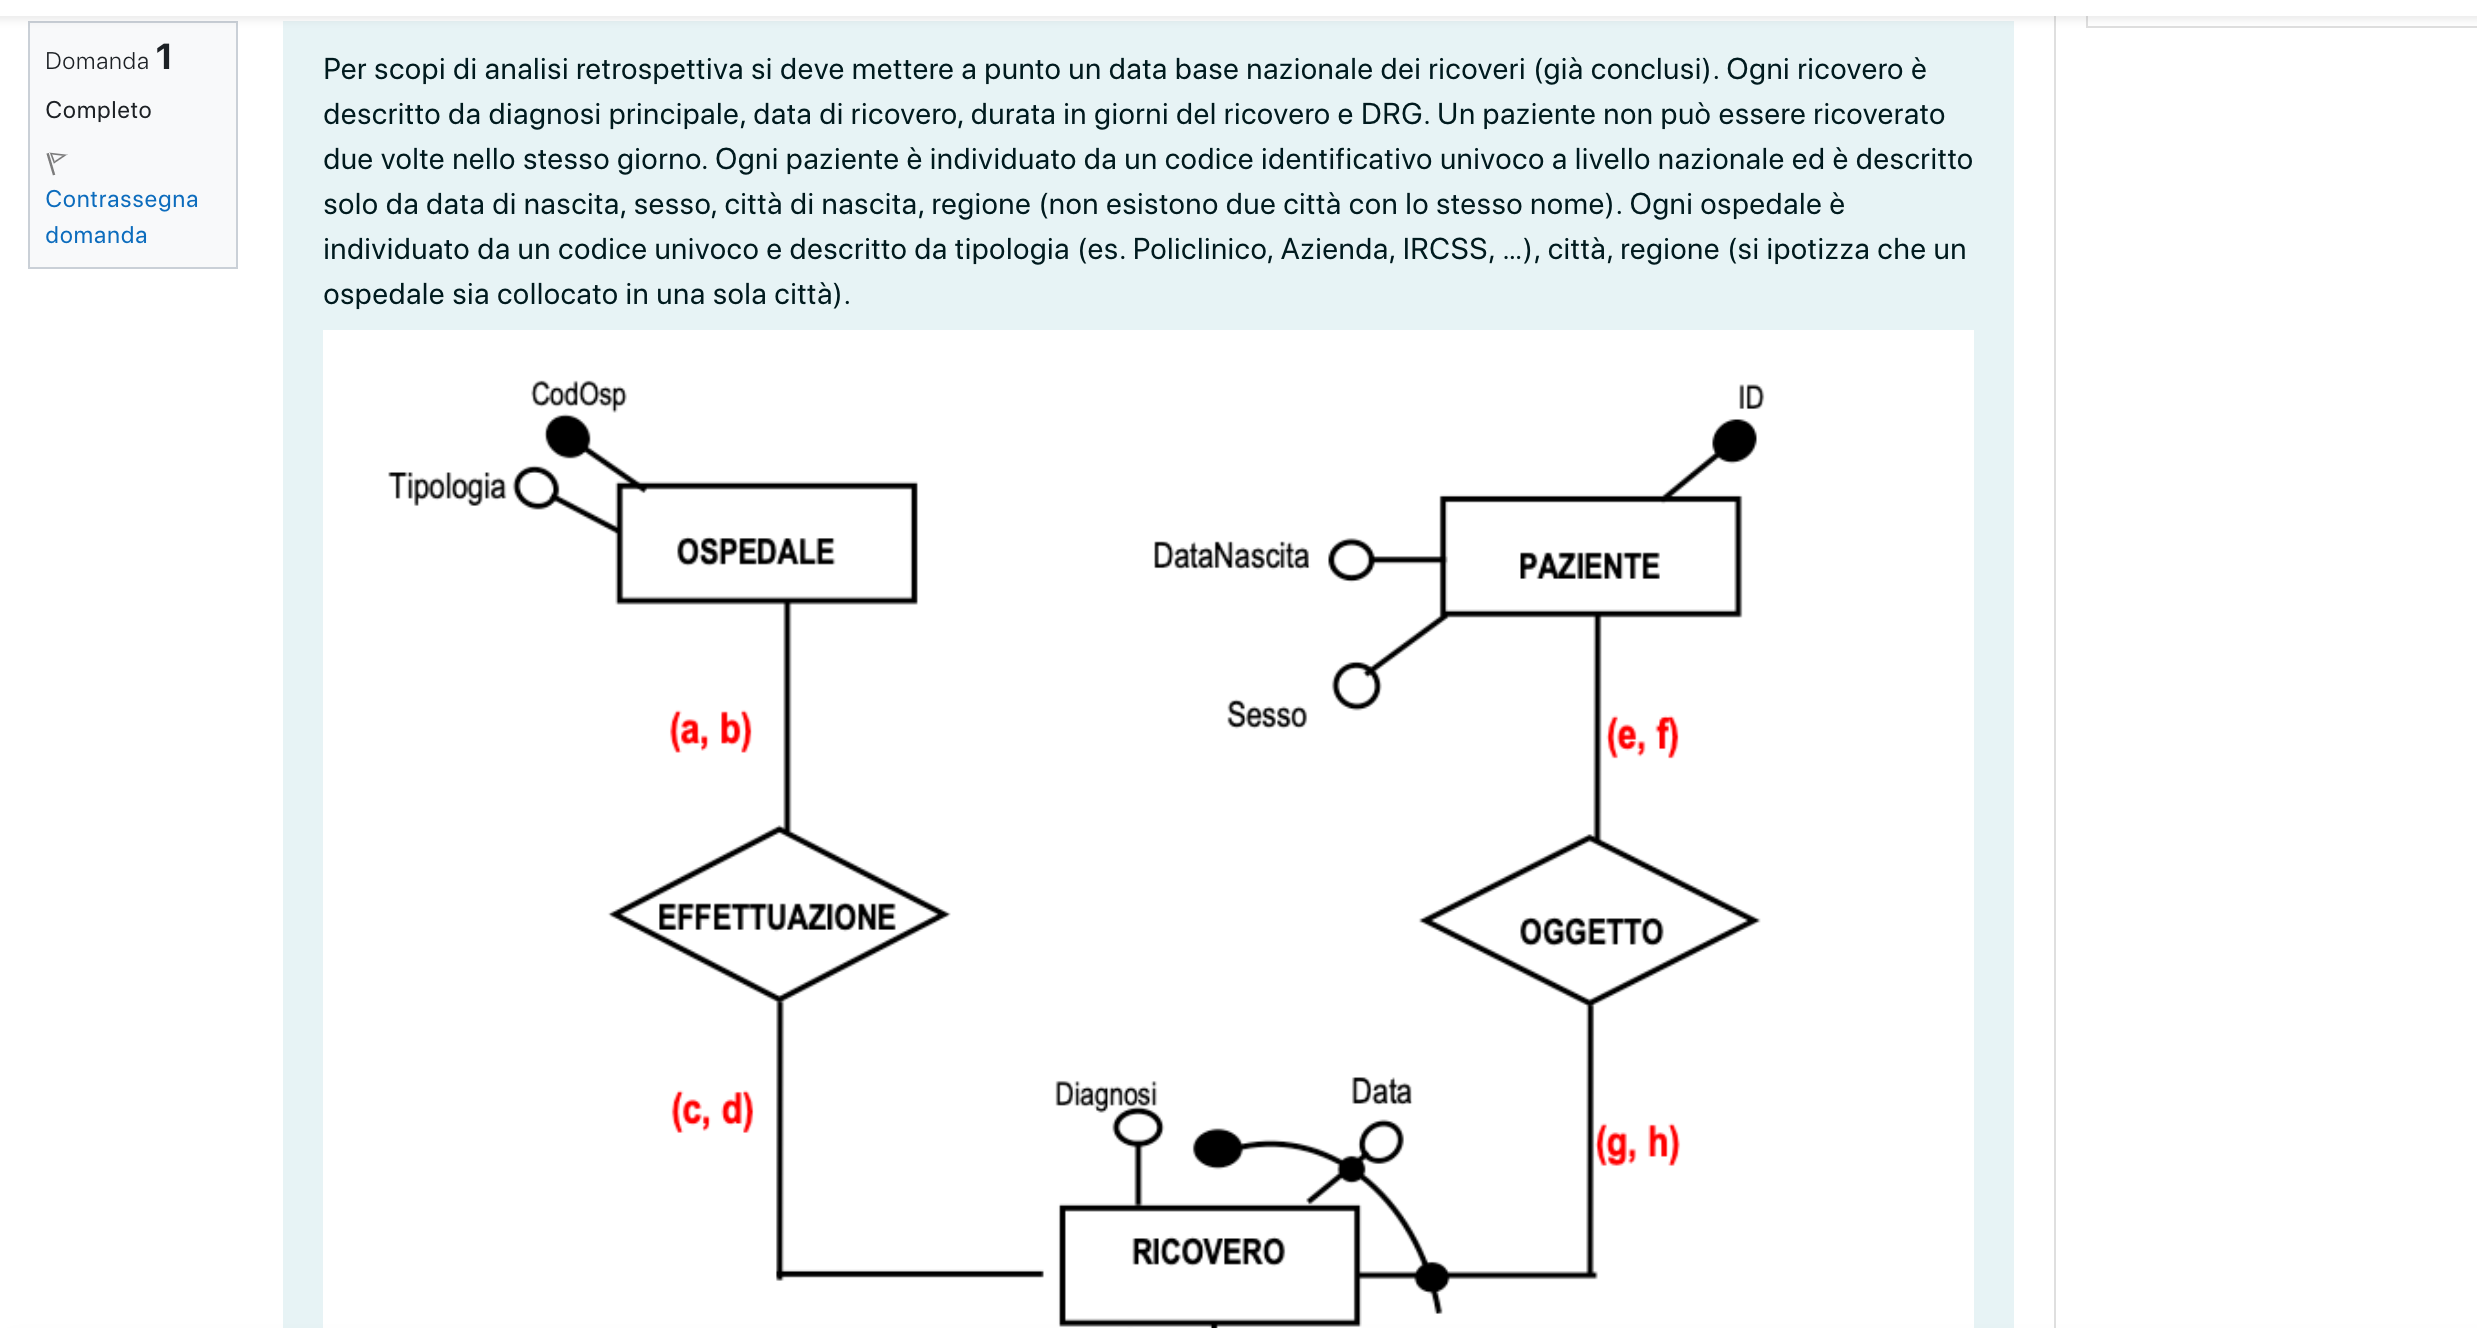 Domanda 1
Completo
Contrassegna
domanda
Per scopi di analisi retrospettiva si deve mettere a punto un data base nazionale dei ricoveri (già conclusi). Ogni ricovero è
descritto da diagnosi principale, data di ricovero, durata in giorni del ricovero e DRG. Un paziente non può essere ricoverato
due volte nello stesso giorno. Ogni paziente è individuato da un codice identificativo univoco a livello nazionale ed è descritto
solo da data di nascita, sesso, città di nascita, regione (non esistono due città con lo stesso nome). Ogni ospedale è
individuato da un codice univoco e descritto da tipologia (es. Policlinico, Azienda, IRCSS, ...), città, regione (si ipotizza che un
ospedale sia collocato in una sola città).
CodOsp
ID
Tipologia
OSPEDALE
DataNascita
PAZIENTE
Sesso
(a, b)
(e, f)
EFFETTUAZIONE
OGGETTO
Diagnosi
Data
(c, d)
(g, h)
RICOVERO